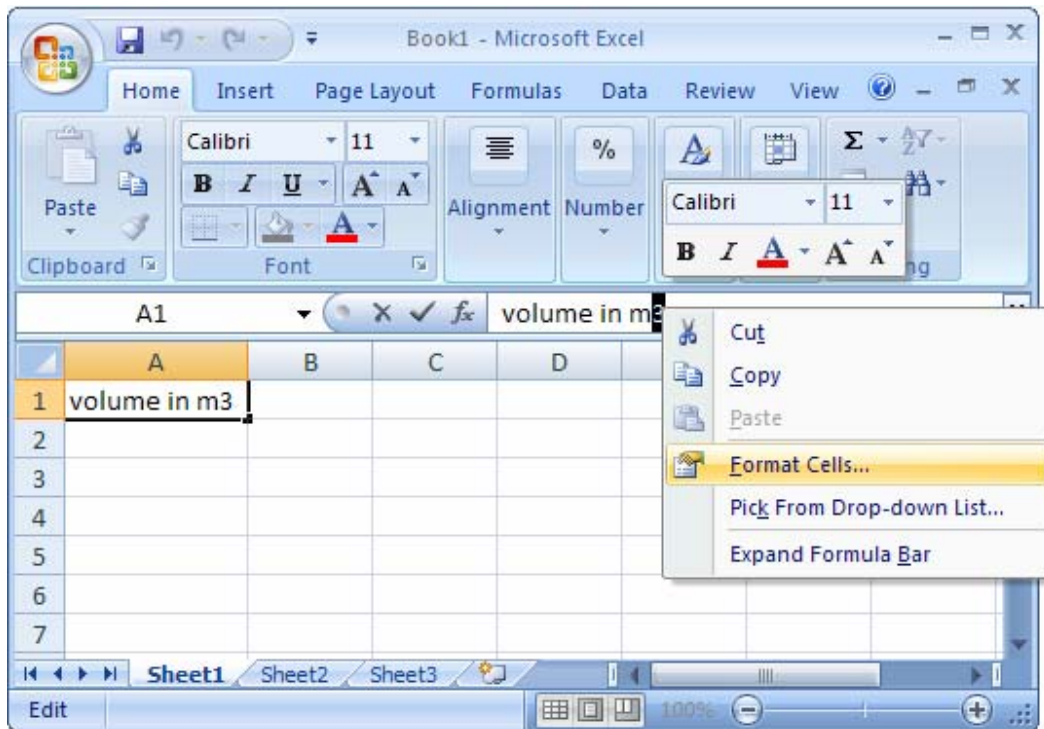 Book1 - Microsoft Excel
Home Insert Page Layout Formulas Data Review View
Calibri 11
% A Σ
Paste B I U A A Alignment Number Calibri 11
A B I A A A
Clipboard Font
A1 fx volume in m3
Cut
A B C D
Copy
1 volume in m3
Paste
2
Format Cells...
3
Pick From Drop-down List...
4
5 Expand Formula Bar
6
7
Sheet1 Sheet2 Sheet3
Edit 100%